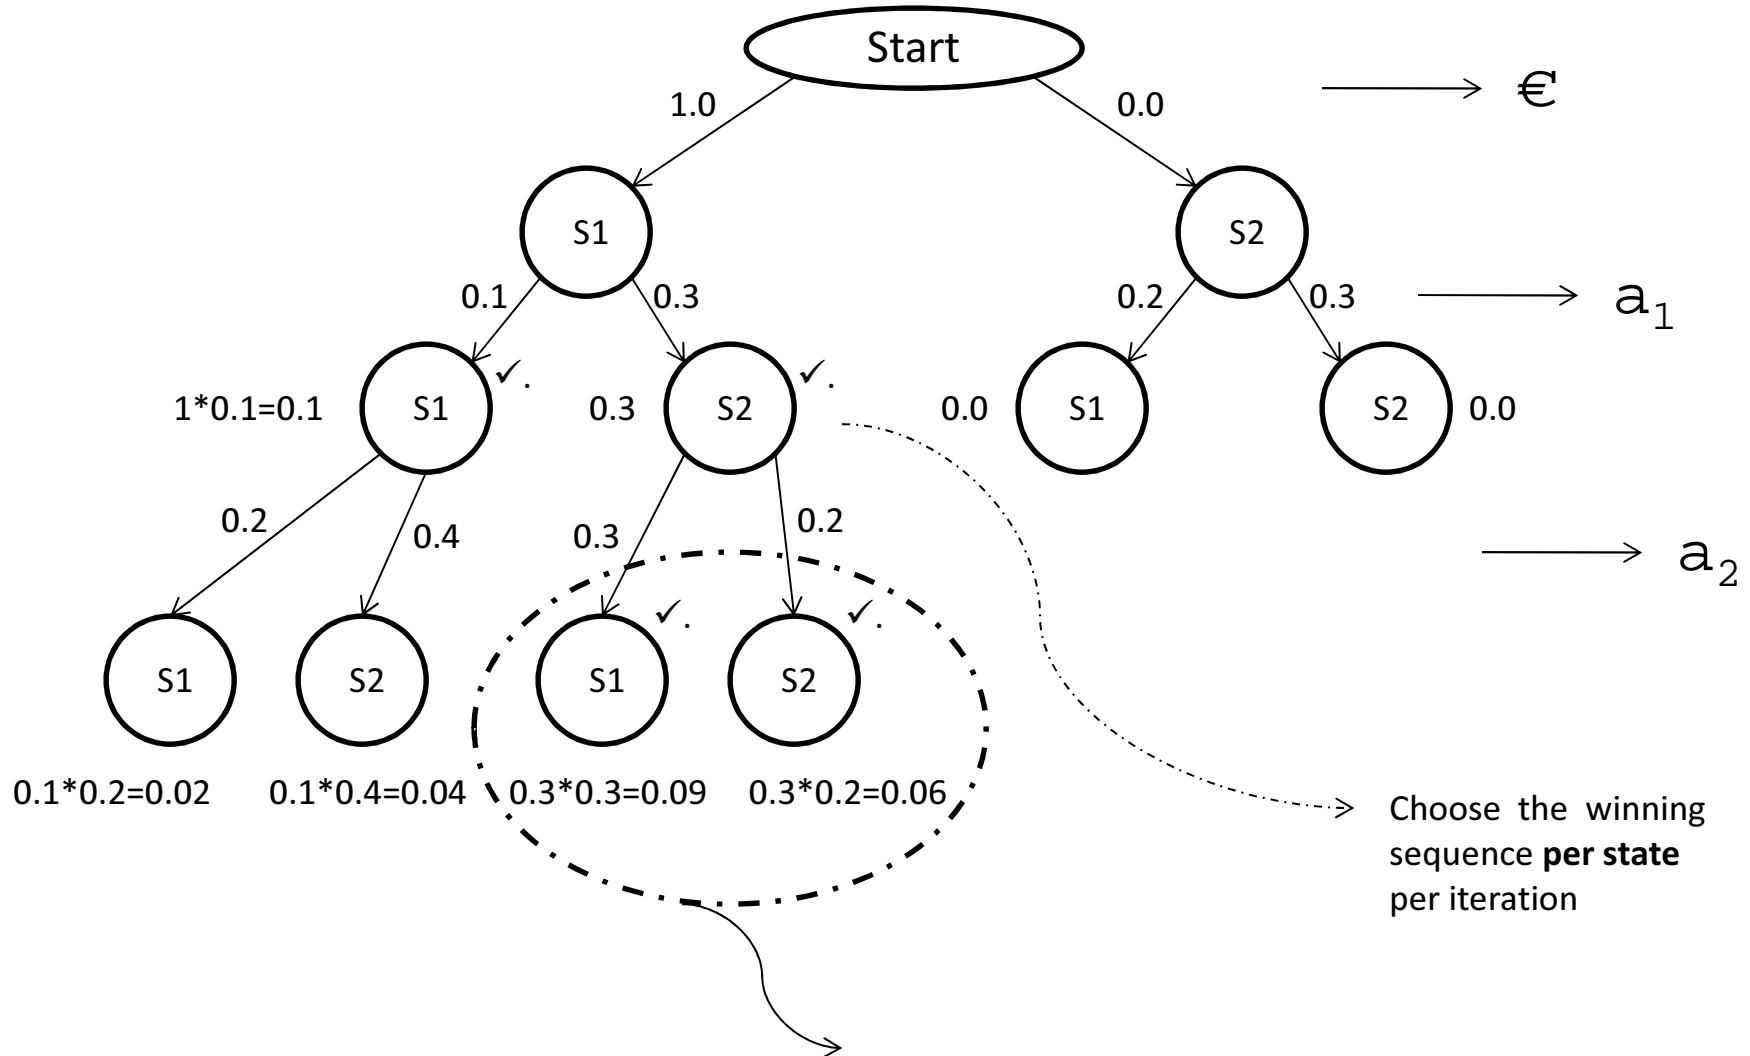 Start
1.0
0.0
€
S1
S2
0.1
0.3
0.2
0.3
a1
✓.
✓.
1*0.1=0.1
S1
0.3
S2
0.0
S1
S2
0.0
0.2
0.4
0.3
0.2
a2
✓.
✓.
S1
S2
S1
S2
0.1*0.2=0.02
0.1*0.4=0.04
0.3*0.3=0.09
0.3*0.2=0.06
Choose the winning
sequence per state
per iteration